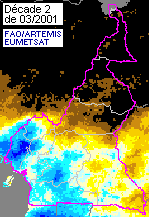 Décade 2
de 03/2001
FAO/ARTEMIS
EUMETSAT